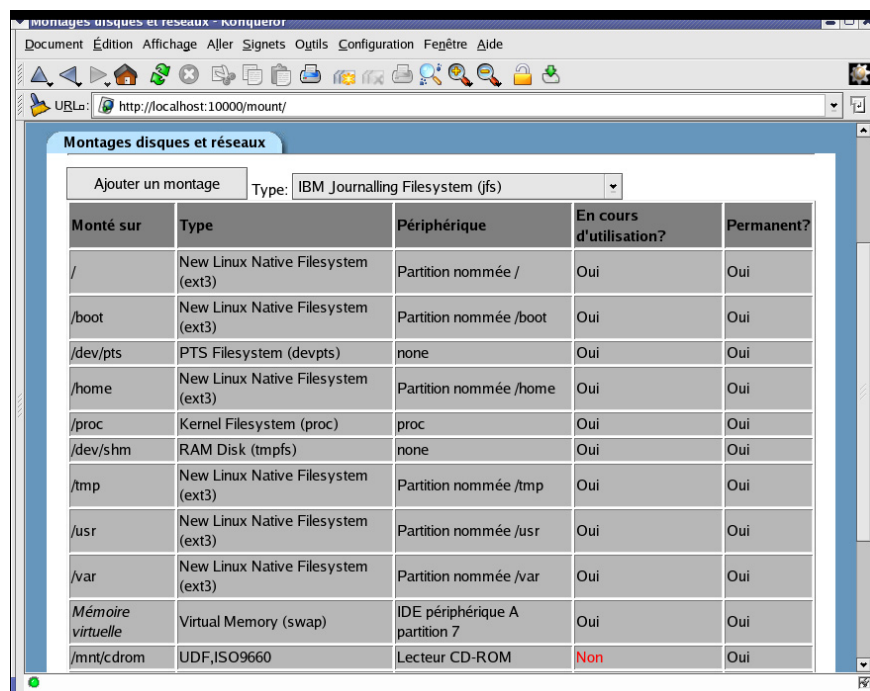 Montages disques et réseaux - Konqueror
Document Édition Affichage Aller Signets Outils Configuration Fenêtre Aide
URL: http://localhost:10000/mount/
Montages disques et réseaux
Ajouter un montage Type: IBM Journalling Filesystem (jfs)
Monté sur Type Périphérique En cours d'utilisation? Permanent?
/ New Linux Native Filesystem (ext3) Partition nommée / Oui Oui
/boot New Linux Native Filesystem (ext3) Partition nommée /boot Oui Oui
/dev/pts PTS Filesystem (devpts) none Oui Oui
/home New Linux Native Filesystem (ext3) Partition nommée /home Oui Oui
/proc Kernel Filesystem (proc) proc Oui Oui
/dev/shm RAM Disk (tmpfs) none Oui Oui
/tmp New Linux Native Filesystem (ext3) Partition nommée /tmp Oui Oui
/usr New Linux Native Filesystem (ext3) Partition nommée /usr Oui Oui
/var New Linux Native Filesystem (ext3) Partition nommée /var Oui Oui
Mémoire virtuelle Virtual Memory (swap) IDE périphérique A partition 7 Oui Oui
/mnt/cdrom UDF,ISO9660 Lecteur CD-ROM Non Oui